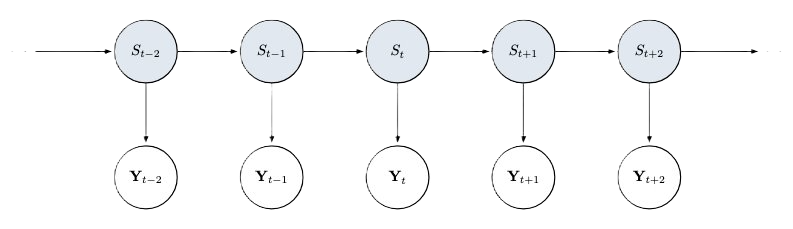 S_{t-2} S_{t-1} S_t S_{t+1} S_{t+2}
Y_{t-2} Y_{t-1} Y_t Y_{t+1} Y_{t+2}